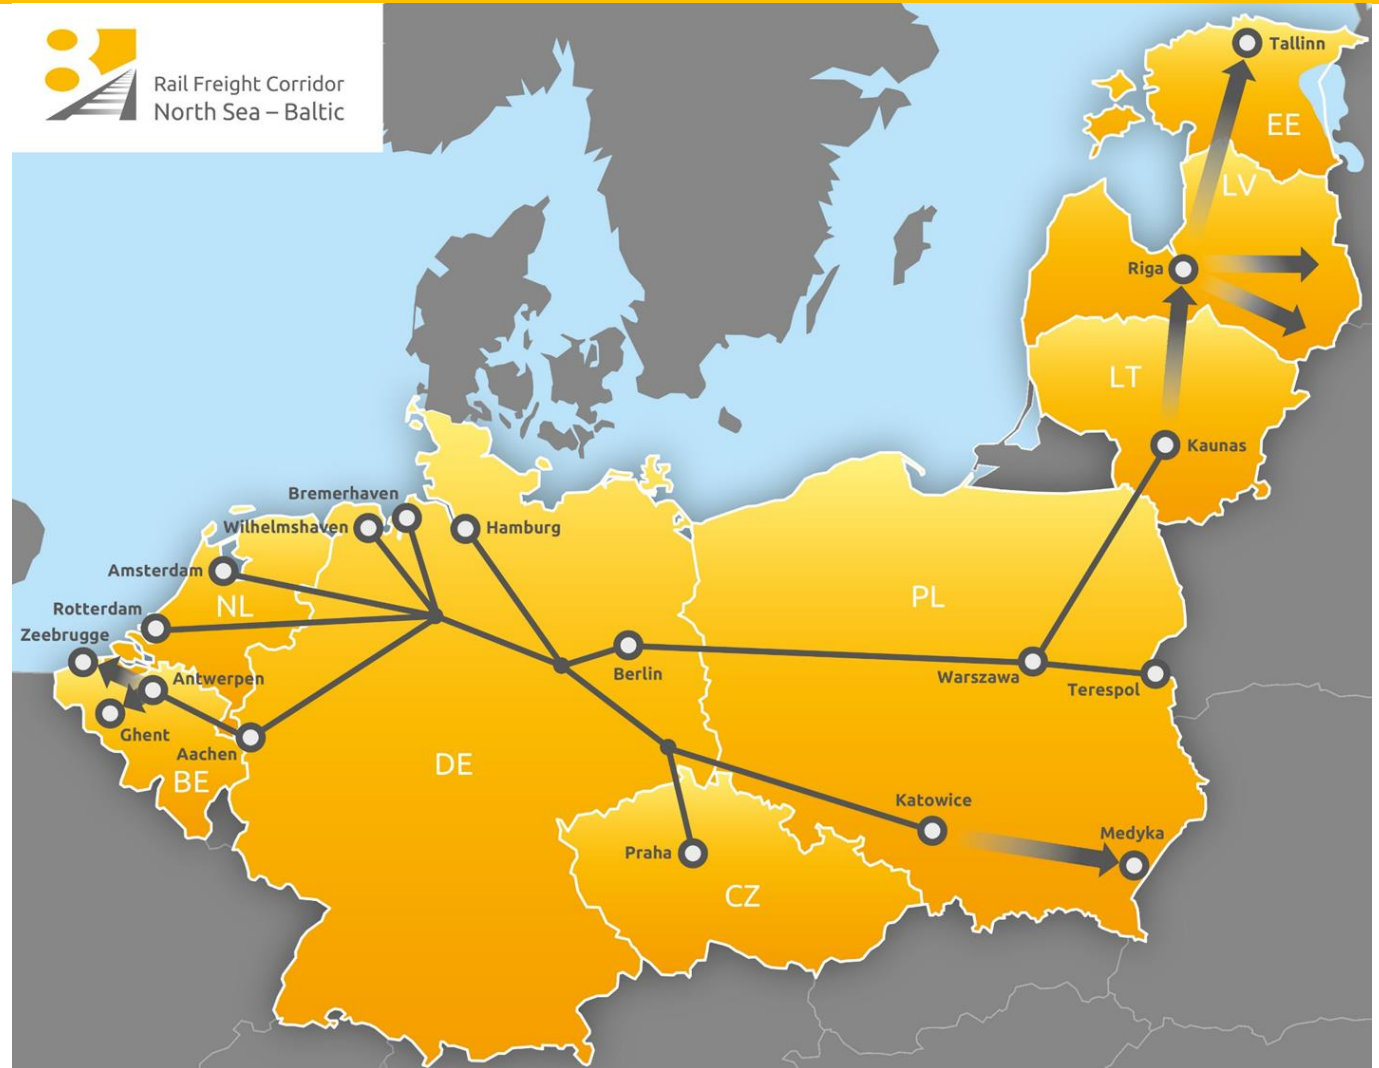 8
Rail Freight Corridor
North Sea – Baltic
Tallinn
EE
LV
Riga
LT
Kaunas
Bremerhaven
Wilhelmshaven
Hamburg
Amsterdam
NL
PL
Rotterdam
Zeebrugge
Berlin
Warszawa
Terespol
Antwerpen
Ghent
Aachen
BE
DE
Katowice
Medyka
Praha
CZ